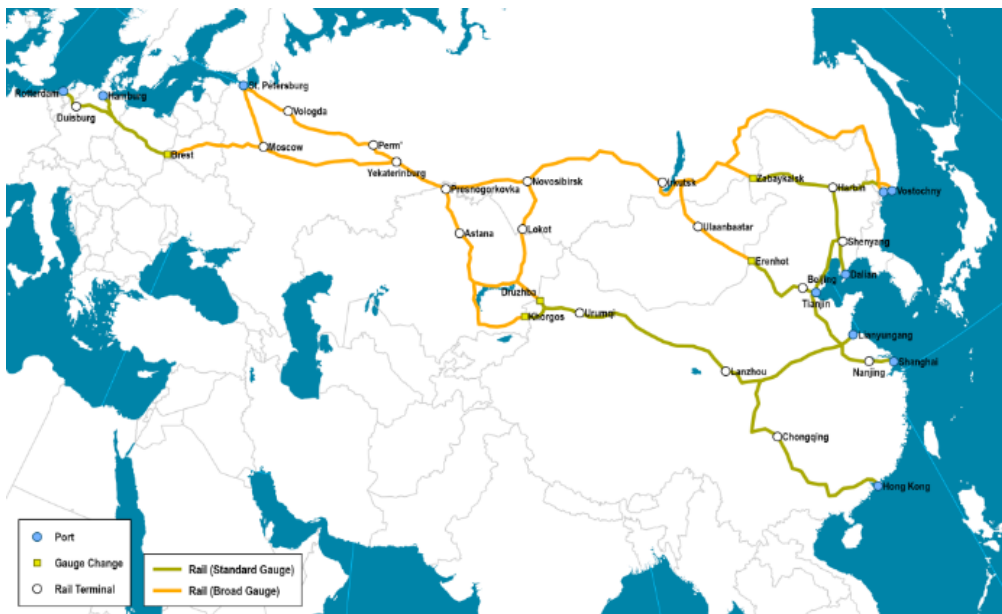 St. Petersburg
Rotterdam
Hamburg
Duisburg
Vologda
Perm'
Moscow
Brest
Yekaterinburg
Presnogorkovka
Novosibirsk
Irkutsk
Zabaykalsk
Harbin
Vostochny
Astana
Lokot
Ulaanbaatar
Shenyang
Erenhot
Beijing
Dalian
Tianjin
Druzhba
Khorgos
Urumqi
Lianyungang
Shanghai
Nanjing
Lanzhou
Chongqing
Hong Kong
Port
Gauge Change
Rail Terminal
Rail (Standard Gauge)
Rail (Broad Gauge)